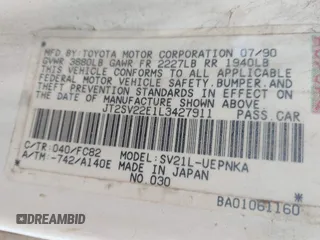 MFD.BY:TOYOTA MOTOR CORPORATION 07/90
GVWR 3880LB GAWR FR 2227LB RR 1940LB
THIS VEHICLE CONFORMS TO ALL APPLICABLE
FEDERAL MOTOR VEHICLE SAFETY,BUMPER,AND
THEFT PREVENTION STANDARDS IN EFFECT ON
THE DATE OF MANUFACTURE SHOWN ABOVE.
JT2SV22E1L3427911 PASS.CAR
C/TR:040/FC82 MODEL:SV21L-UEPNKA
A/TM:-742/A140E MADE IN JAPAN
NO 030
BA01061160
DREAMBID
DREAMBID.COM